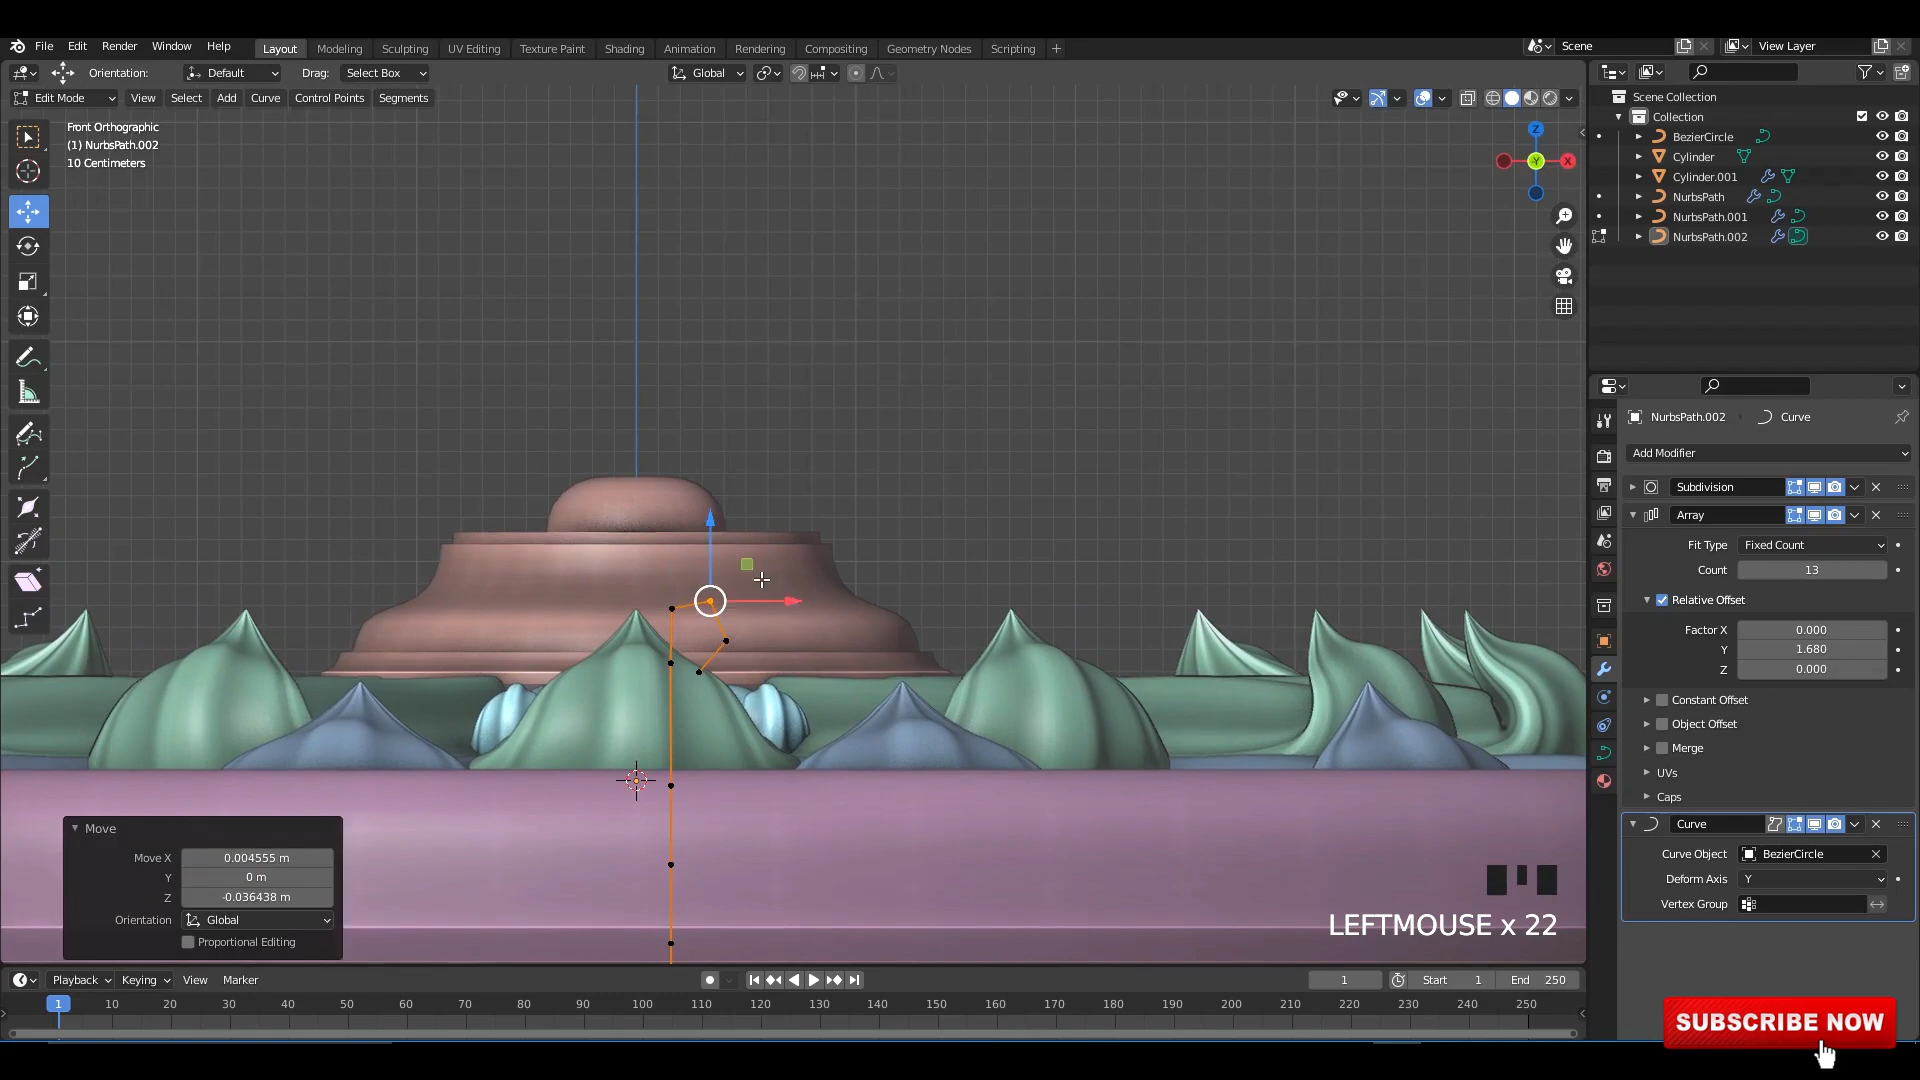 File Edit Render Window Help Layout Modeling Sculpting UV Editing Texture Paint Shading Animation Rendering Compositing Geometry Nodes Scripting + Scene View Layer
Orientation: Default Drag: Select Box Global
Edit Mode View Select Add Curve Control Points Segments
Front Orthographic
(1) NurbsPath.002
10 Centimeters
Z
Y
X
Scene Collection
Collection
BezierCircle
Cylinder
Cylinder.001
NurbsPath
NurbsPath.001
NurbsPath.002
NurbsPath.002 Curve
Add Modifier
Subdivision
Array
Fit Type Fixed Count
Count 13
Relative Offset
Factor X 0.000
Y 1.680
Z 0.000
Constant Offset
Object Offset
Merge
UVs
Caps
Curve
Curve Object BezierCircle
Deform Axis Y
Vertex Group
Move
Move X 0.004555 m
Y 0 m
Z -0.036438 m
Orientation Global
Proportional Editing
LEFTMOUSE x 22
Playback Keying View Marker 1 Start 1 End 250
1 10 20 30 40 50 60 70 80 90 100 110 120 130 140 150 160 170 180 190 200 210 220 230 240 250
SUBSCRIBE NOW